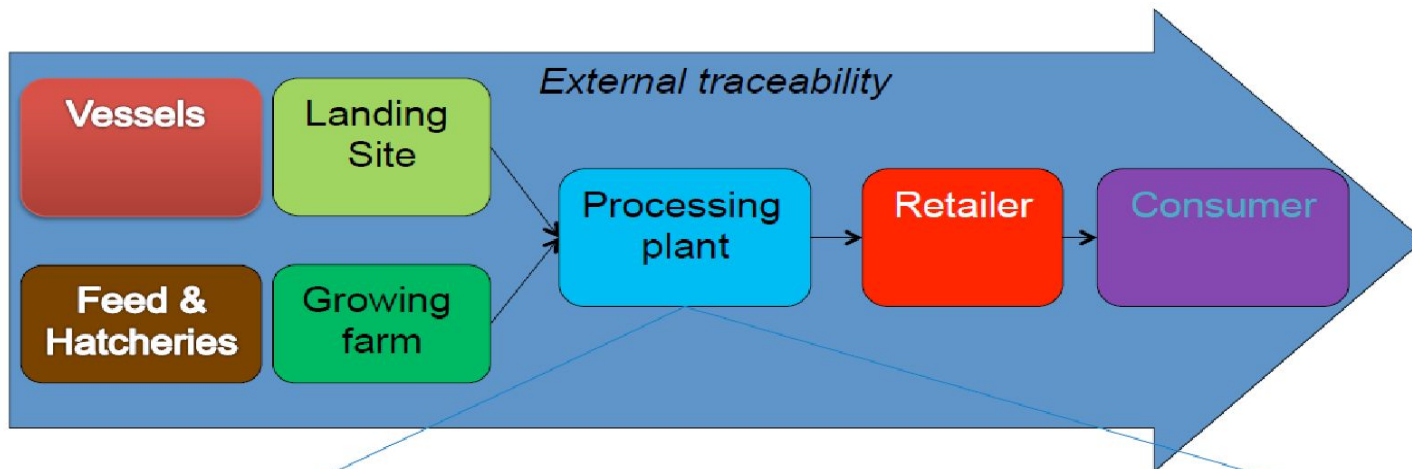 External traceability
Vessels
Landing
Site
Feed &
Hatcheries
Growing
farm
Processing
plant
Retailer
Consumer